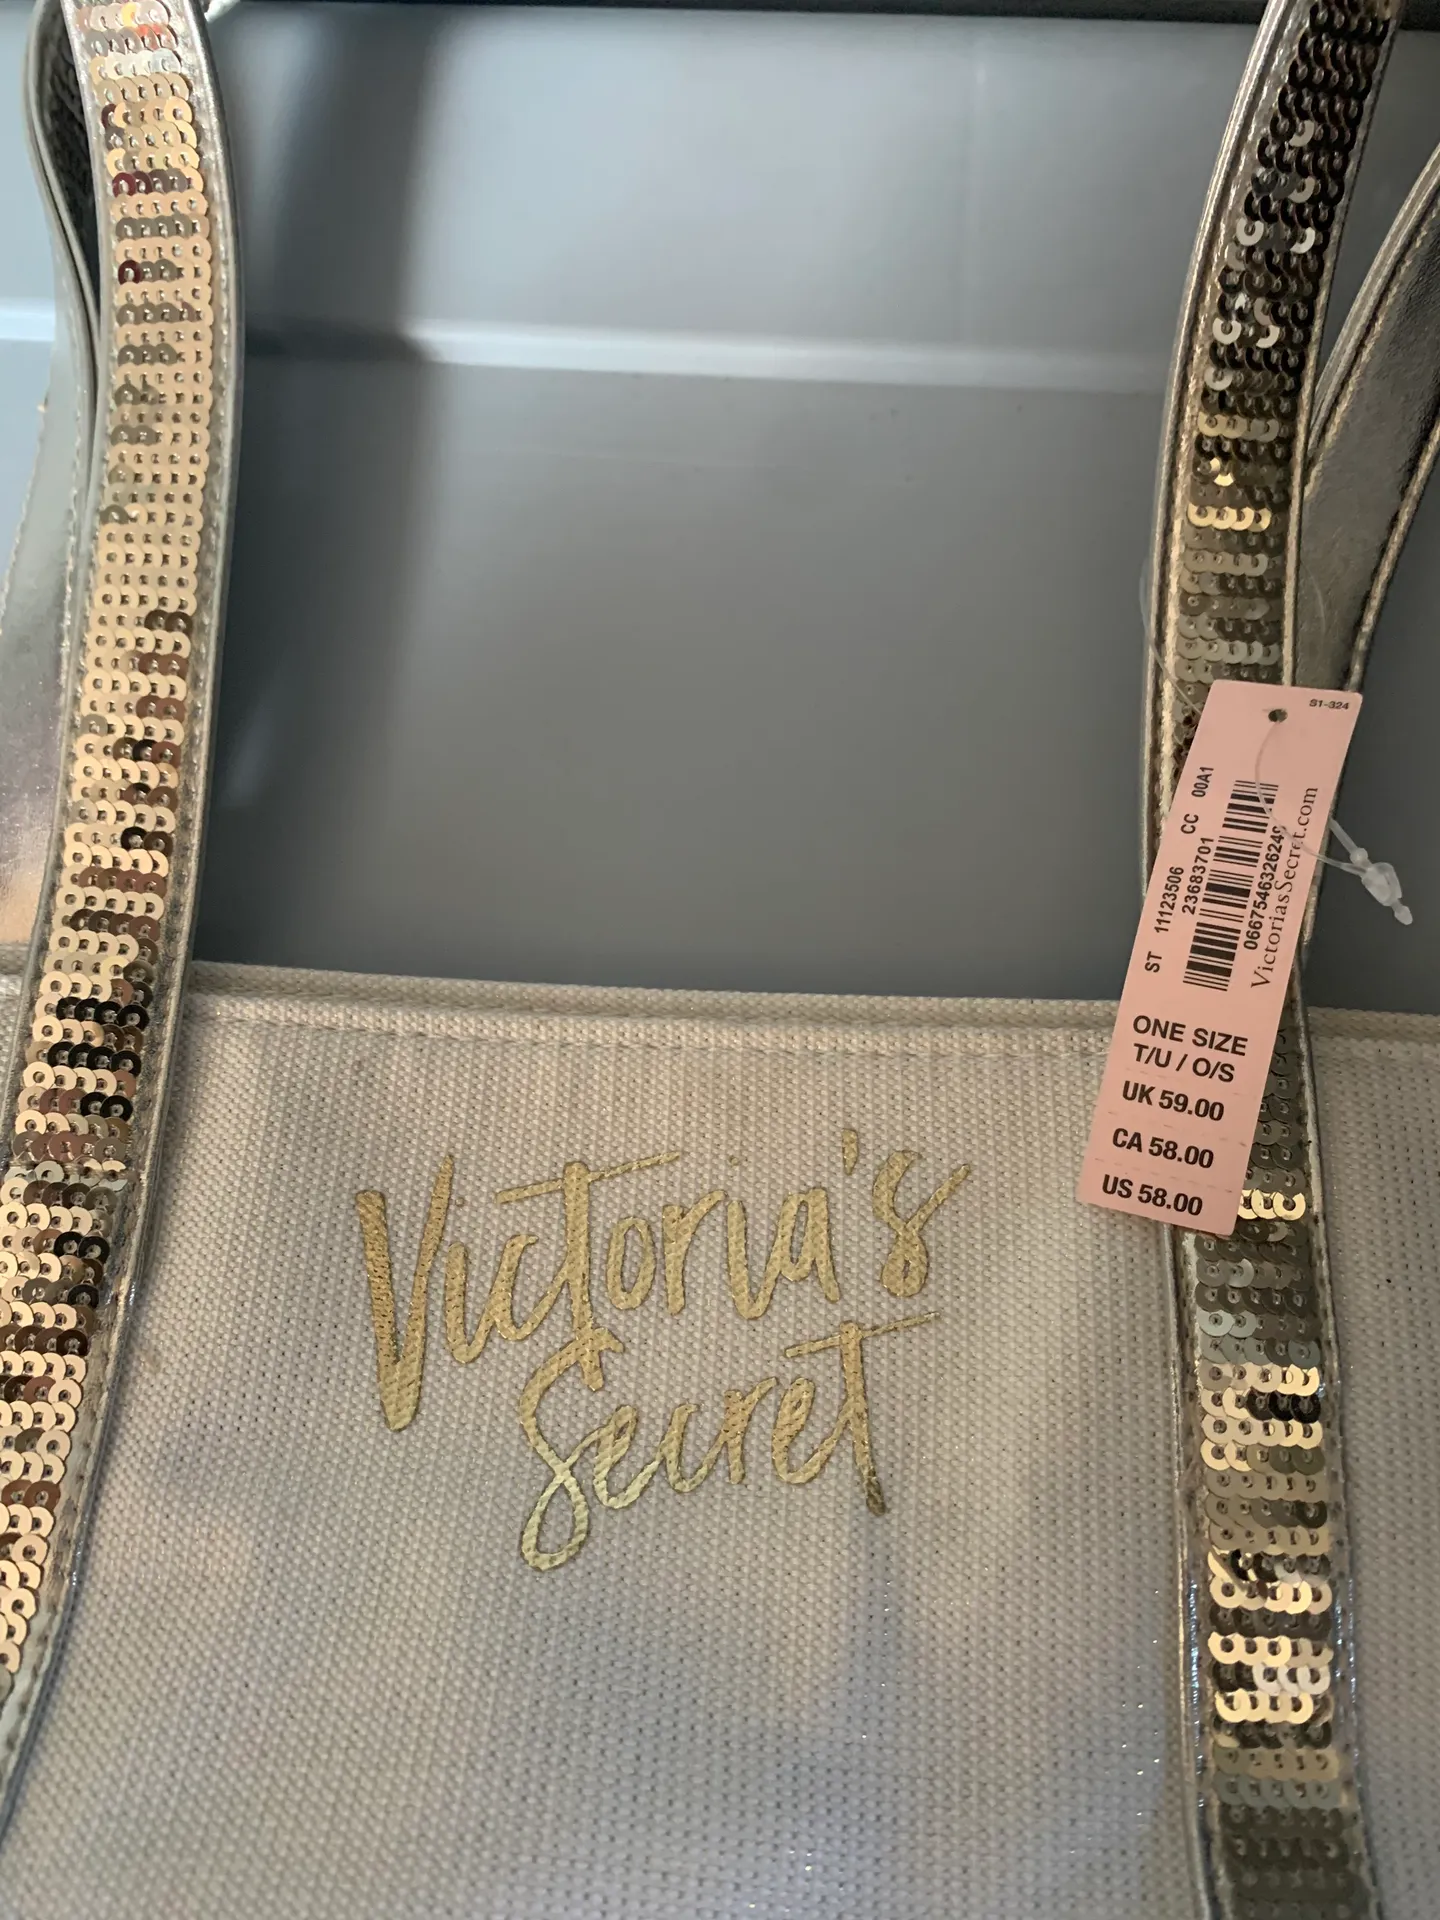 S1-324
ST 11123506 CC 00A1
23683701
0667546326249
VictoriasSecret.com
ONE SIZE
T/U / O/S
UK 59.00
CA 58.00
US 58.00
Victoria's
Secret